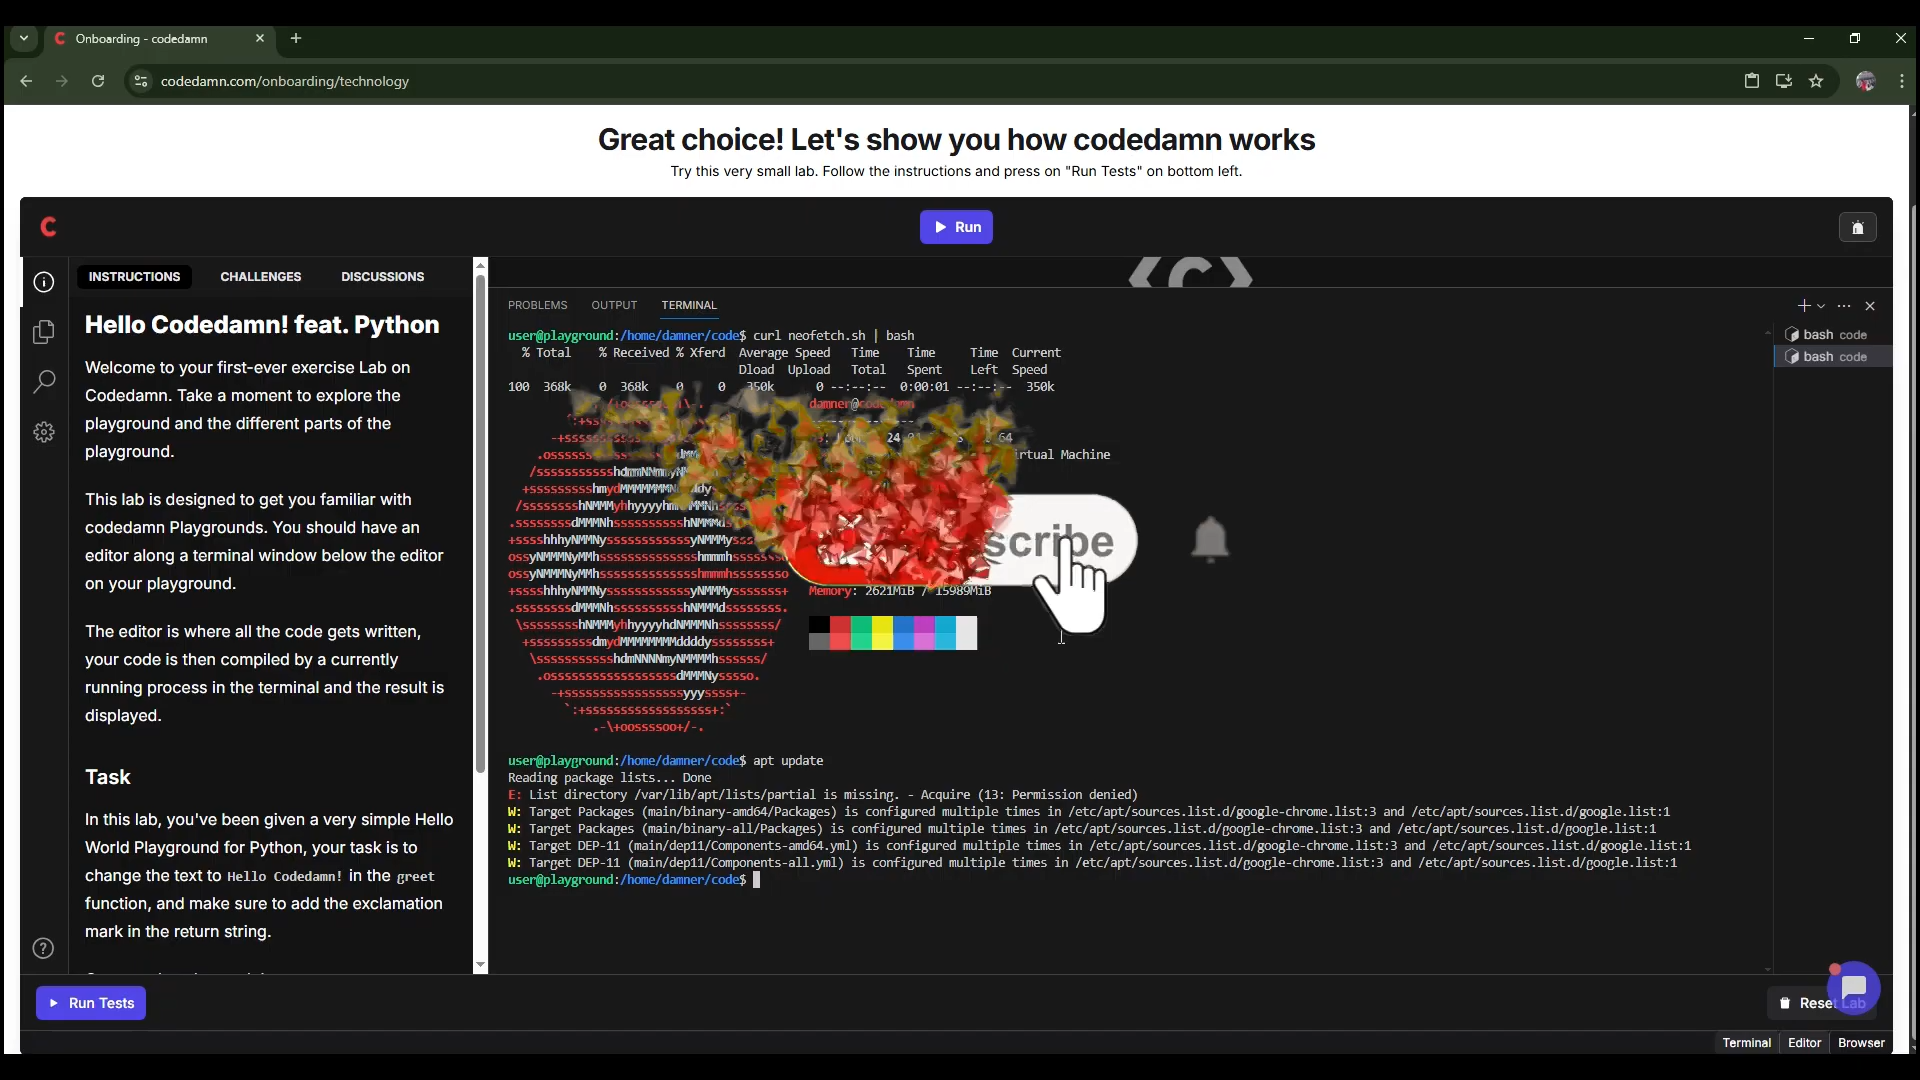 Onboarding - codedamn
codedamn.com/onboarding/technology
Great choice! Let's show you how codedamn works
Try this very small lab. Follow the instructions and press on "Run Tests" on bottom left.
Run
INSTRUCTIONS CHALLENGES DISCUSSIONS
Hello Codedamn! feat. Python
Welcome to your first-ever exercise Lab on
Codedamn. Take a moment to explore the
playground and the different parts of the
playground.
This lab is designed to get you familiar with
codedamn Playgrounds. You should have an
editor along a terminal window below the editor
on your playground.
The editor is where all the code gets written,
your code is then compiled by a currently
running process in the terminal and the result is
displayed.
Task
In this lab, you've been given a very simple Hello
World Playground for Python, your task is to
change the text to Hello Codedamn! in the greet
function, and make sure to add the exclamation
mark in the return string.
PROBLEMS OUTPUT TERMINAL
user@playground:/home/damner/code$ curl neofetch.sh | bash
% Total % Received % Xferd Average Speed Time Time Time Current
Dload Upload Total Spent Left Speed
100 368k 0 368k 0 0 350k 0 --:--:-- 0:00:01 --:--:-- 350k
irtual Machine
scribe
Memory: 2621MiB / 15989MiB
user@playground:/home/damner/code$ apt update
Reading package lists... Done
E: List directory /var/lib/apt/lists/partial is missing. - Acquire (13: Permission denied)
W: Target Packages (main/binary-amd64/Packages) is configured multiple times in /etc/apt/sources.list.d/google-chrome.list:3 and /etc/apt/sources.list.d/google.list:1
W: Target Packages (main/binary-all/Packages) is configured multiple times in /etc/apt/sources.list.d/google-chrome.list:3 and /etc/apt/sources.list.d/google.list:1
W: Target DEP-11 (main/dep11/Components-amd64.yml) is configured multiple times in /etc/apt/sources.list.d/google-chrome.list:3 and /etc/apt/sources.list.d/google.list:1
W: Target DEP-11 (main/dep11/Components-all.yml) is configured multiple times in /etc/apt/sources.list.d/google-chrome.list:3 and /etc/apt/sources.list.d/google.list:1
user@playground:/home/damner/code$
bash code
bash code
Run Tests
Reset Lab
Terminal Editor Browser